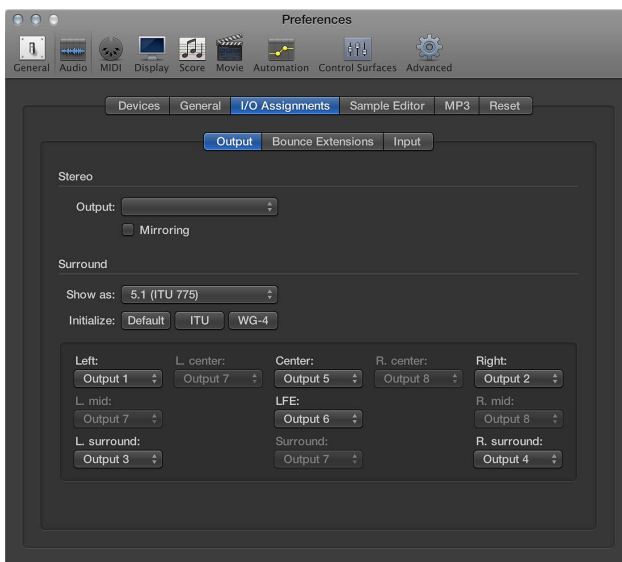 Preferences
General Audio MIDI Display Score Movie Automation Control Surfaces Advanced
Devices General I/O Assignments Sample Editor MP3 Reset
Output Bounce Extensions Input
Stereo
Output:
Mirroring
Surround
Show as: 5.1 (ITU 775)
Initialize: Default ITU WG-4
Left: L. center: Center: R. center: Right:
Output 1 Output 7 Output 5 Output 8 Output 2
L. mid: LFE: R. mid:
Output 7 Output 6 Output 8
L. surround: Surround: R. surround:
Output 3 Output 7 Output 4